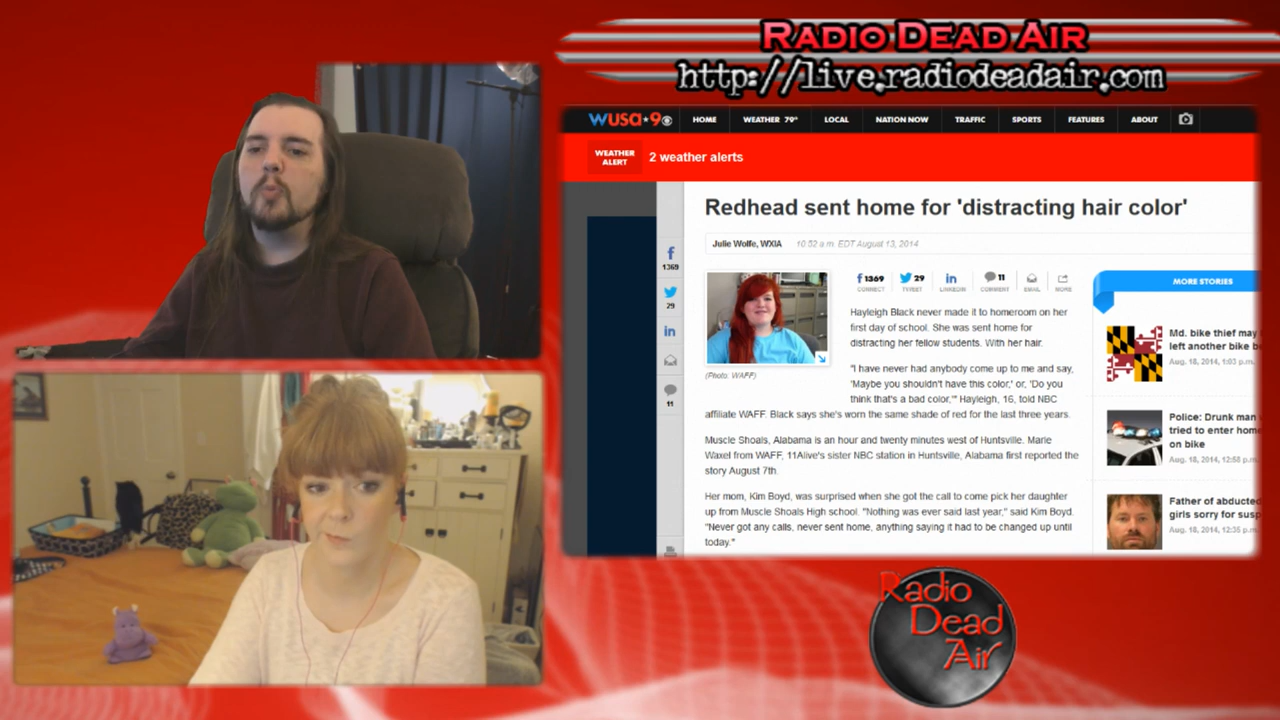 RADIO DEAD AIR
http://live.radiodeadair.com
WUSA★9 HOME WEATHER 79° LOCAL NATION NOW TRAFFIC SPORTS FEATURES ABOUT
WEATHER
ALERT
2 weather alerts
Redhead sent home for 'distracting hair color'
Julie Wolfe, WXIA 10:52 a.m. EDT August 13, 2014
1369
29
11
1369
CONNECT
29
TWEET
LINKEDIN
11
COMMENT
EMAIL
MORE
(Photo: WAFF)
Hayleigh Black never made it to homeroom on her
first day of school. She was sent home for
distracting her fellow students. With her hair.
"I have never had anybody come up to me and say,
'Maybe you shouldn't have this color,' or, 'Do you
think that's a bad color,'" Hayleigh, 16, told NBC
affiliate WAFF. Black says she's worn the same shade of red for the last three years.
Muscle Shoals, Alabama is an hour and twenty minutes west of Huntsville. Marie
Waxel from WAFF, 11Alive's sister NBC station in Huntsville, Alabama first reported the
story August 7th.
Her mom, Kim Boyd, was surprised when she got the call to come pick her daughter
up from Muscle Shoals High school. "Nothing was ever said last year," said Kim Boyd.
"Never got any calls, never sent home, anything saying it had to be changed up until
today."
MORE STORIES
Md. bike thief may
left another bike
Aug. 18, 2014, 1:03 p.m.
Police: Drunk man
tried to enter home
on bike
Aug. 18, 2014, 12:58 p.m.
Father of abducted
girls sorry for
Aug. 18, 2014, 12:35 p.m.
Radio
Dead
Air